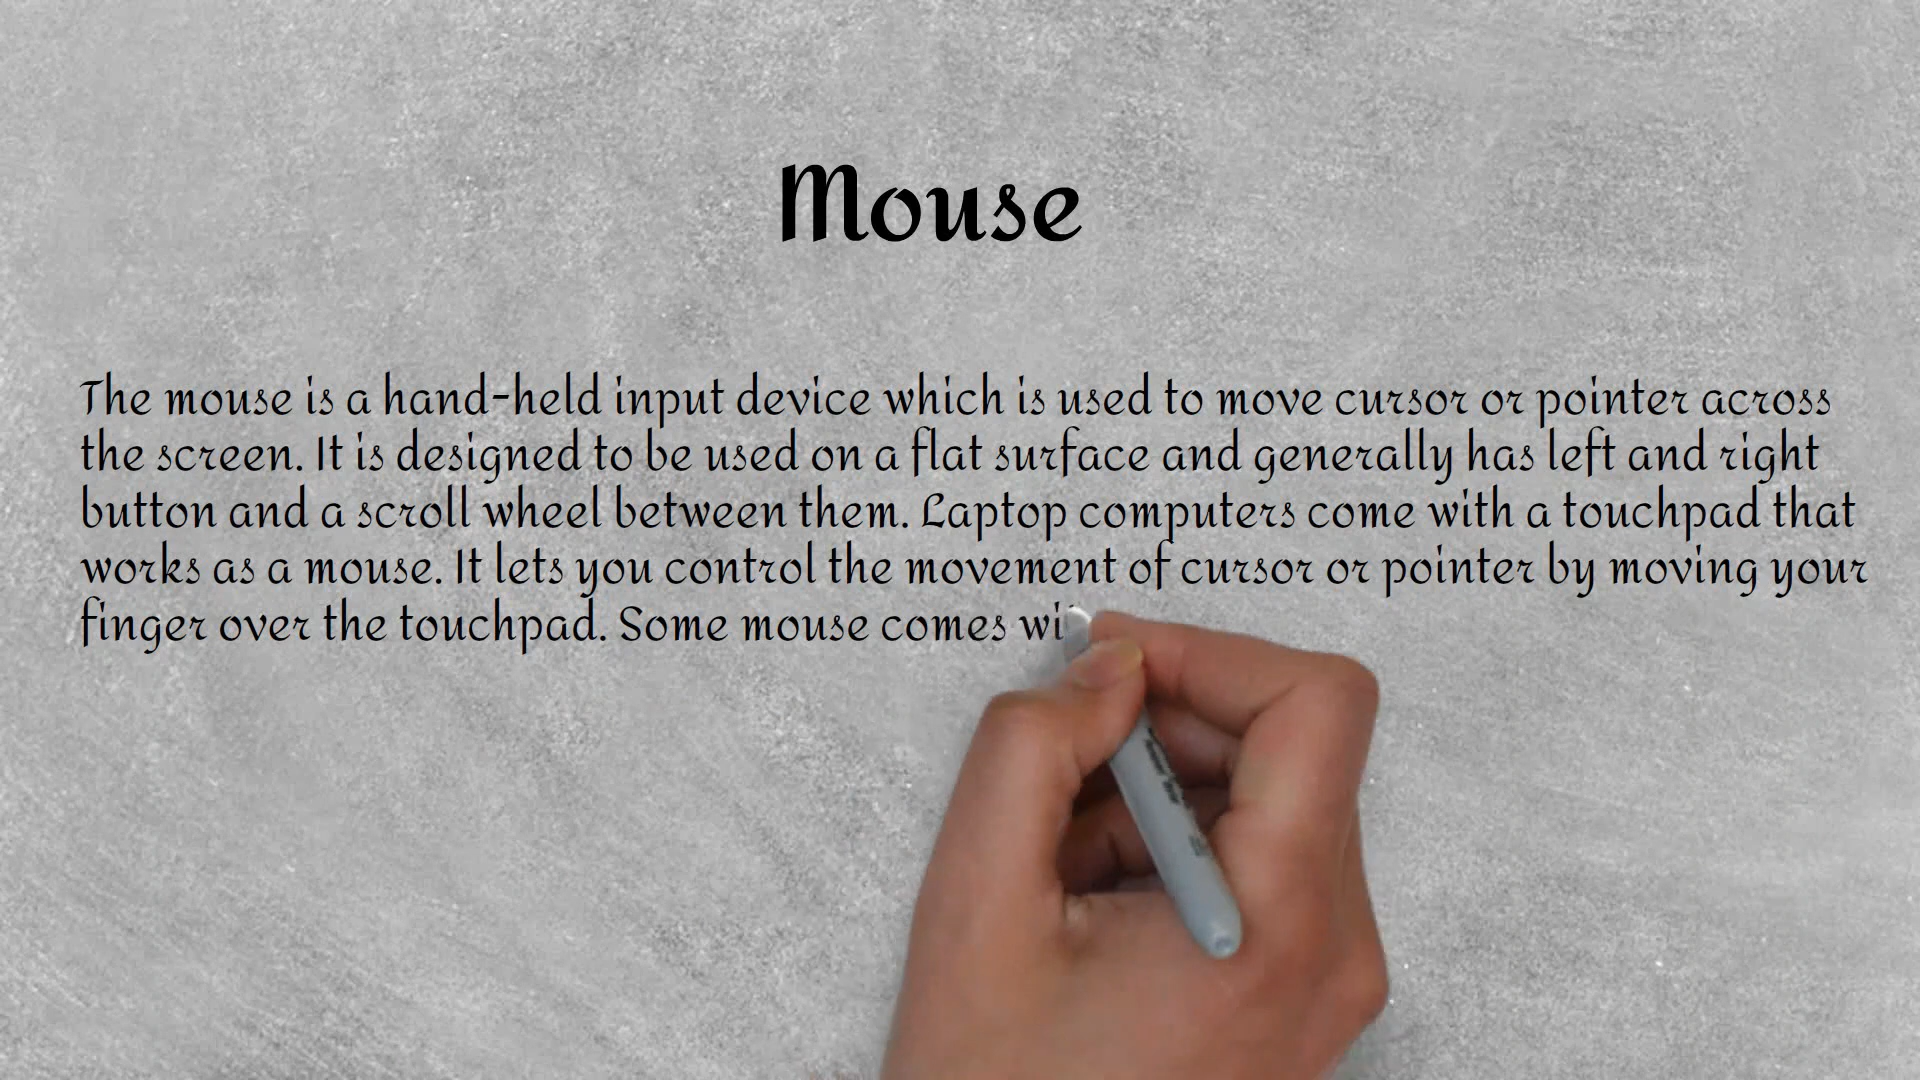 Mouse
The mouse is a hand-held input device which is used to move cursor or pointer across
the screen. It is designed to be used on a flat surface and generally has left and right
button and a scroll wheel between them. Laptop computers come with a touchpad that
works as a mouse. It lets you control the movement of cursor or pointer by moving your
finger over the touchpad. Some mouse comes wi